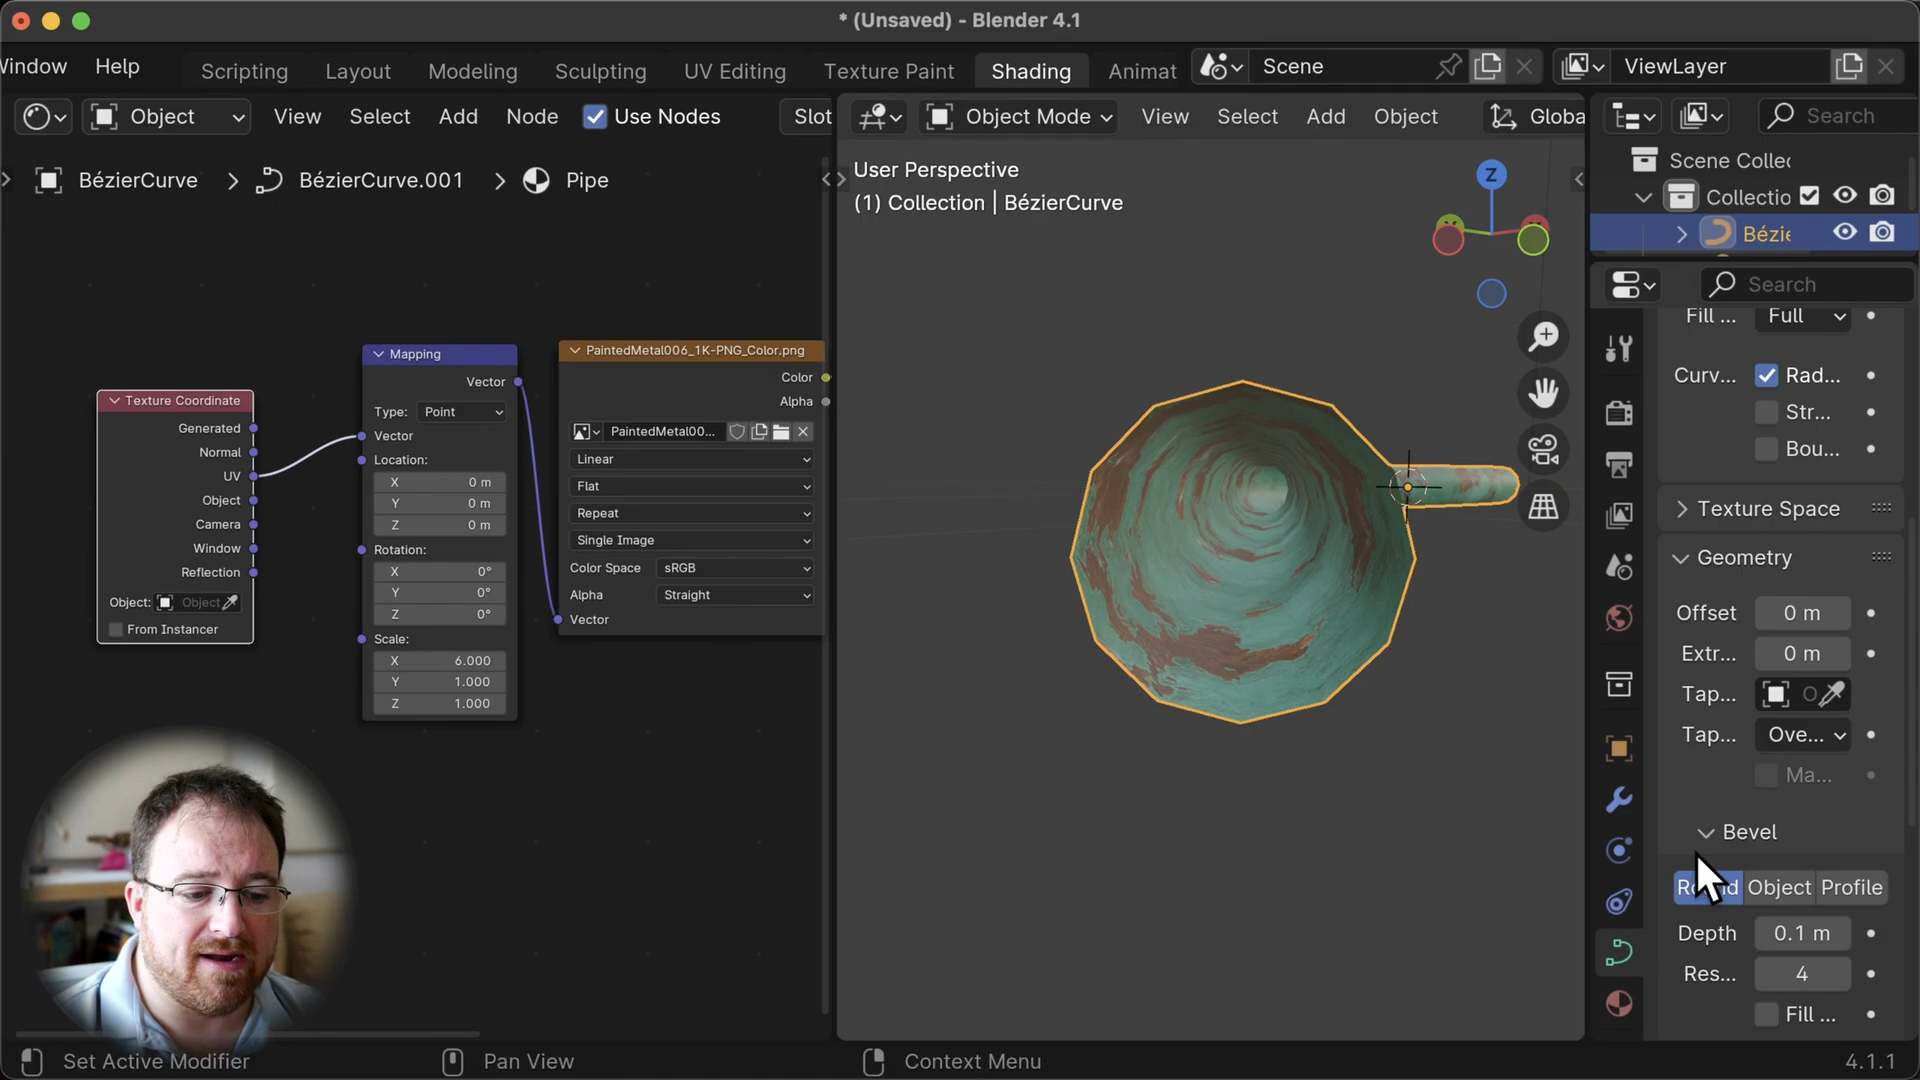 * (Unsaved) - Blender 4.1
Window Help Scripting Layout Modeling Sculpting UV Editing Texture Paint Shading Animat Scene ViewLayer
Object View Select Add Node Use Nodes Slot
Object Mode View Select Add Object Globa
Search
BézierCurve > BézierCurve.001 > Pipe
User Perspective
(1) Collection | BézierCurve
Z
Scene Collec
Collectio
Bézie
Search
Texture Coordinate
Generated
Normal
UV
Object
Camera
Window
Reflection
Object: Object
From Instancer
Mapping
Vector
Type: Point
Vector
Location:
X 0 m
Y 0 m
Z 0 m
Rotation:
X 0°
Y 0°
Z 0°
Scale:
X 6.000
Y 1.000
Z 1.000
PaintedMetal006_1K-PNG_Color.png
Color
Alpha
PaintedMetal00...
Linear
Flat
Repeat
Single Image
Color Space sRGB
Alpha Straight
Vector
Fill ... Full
Curv... Rad...
Str...
Bou...
Texture Space
Geometry
Offset 0 m
Extr... 0 m
Tap... O
Tap... Ove...
Ma...
Bevel
Object Profile
Depth 0.1 m
Res... 4
Fill ...
Set Active Modifier Pan View Context Menu 4.1.1